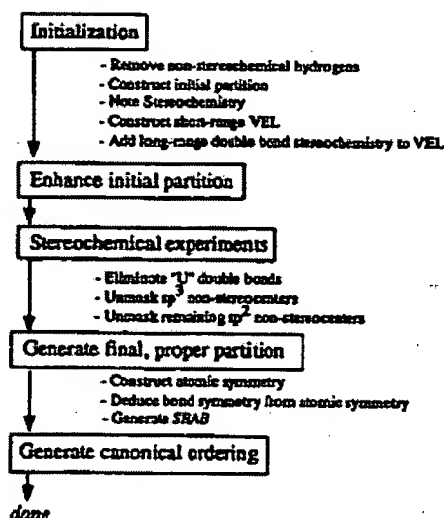 Initialization
- Remove non-stereochemical hydrogens
- Construct initial partition
- Note Stereochemistry
- Construct short-range VEL
- Add long-range double bond stereochemistry to VEL
Enhance initial partition
Stereochemical experiments
- Eliminate "U" double bonds
- Unmask sp3 non-stereocenters
- Unmask remaining sp2 non-stereocenters
Generate final, proper partition
- Construct atomic symmetry
- Deduce bond symmetry from atomic symmetry
- Generate SRAB
Generate canonical ordering
done